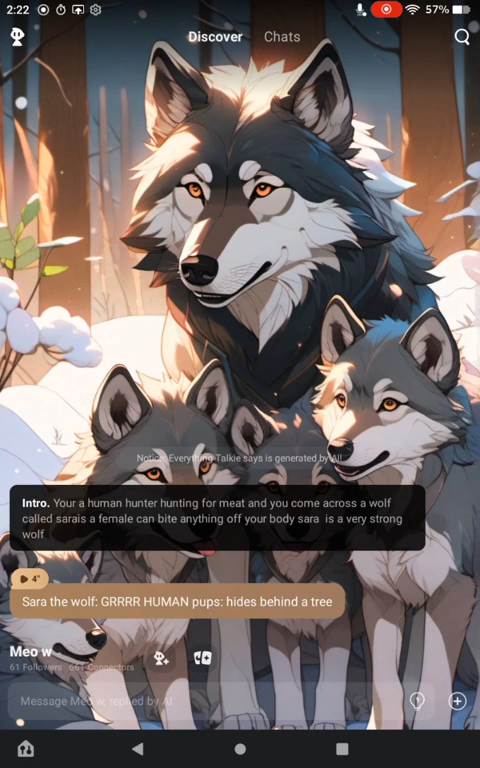 2:22
57%
Discover Chats
Notice: Everything Talkie says is generated by AI!
Intro. Your a human hunter hunting for meat and you come across a wolf
called sarais a female can bite anything off your body sara is a very strong
wolf
4"
Sara the wolf: GRRRR HUMAN pups: hides behind a tree
Meo w
61 Followers 661 Connectors
Message Meo w, replied by AI